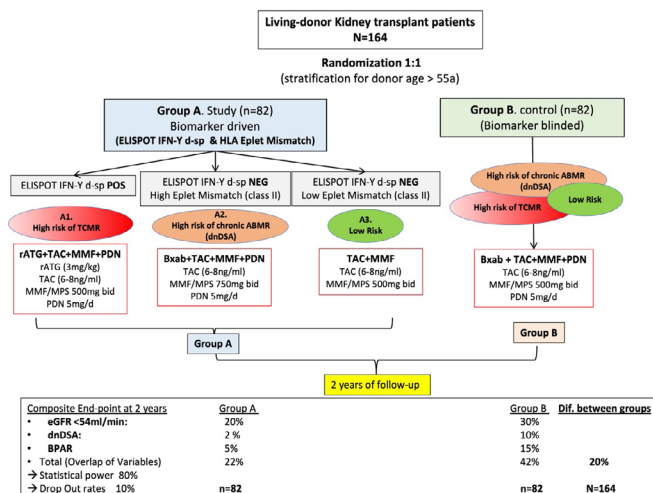 Living-donor Kidney transplant patients
N=164
Randomization 1:1
(stratification for donor age > 55a)
Group A. Study (n=82)
Biomarker driven
(ELISPOT IFN-Y d-sp & HLA Eplet Mismatch)
Group B. control (n=82)
(Biomarker blinded)
ELISPOT IFN-Y d-sp POS
ELISPOT IFN-Y d-sp NEG
High Eplet Mismatch (class II)
ELISPOT IFN-Y d-sp NEG
Low Eplet Mismatch (class II)
High risk of chronic ABMR
(dnDSA)
High risk of TCMR
Low Risk
A1.
High risk of TCMR
A2.
High risk of chronic ABMR
(dnDSA)
A3.
Low Risk
rATG+TAC+MMF+PDN
rATG (3mg/kg)
TAC (6-8ng/ml)
MMF/MPS 500mg bid
PDN 5mg/d
Bxab+TAC+MMF+PDN
TAC (6-8ng/ml)
MMF/MPS 750mg bid
PDN 5mg/d
TAC+MMF
TAC (6-8ng/ml)
MMF/MPS 500mg bid
Bxab + TAC+MMF+PDN
TAC (6-8ng/ml)
MMF/MPS 500mg bid
PDN 5mg/d
Group A
Group B
2 years of follow-up
Composite End-point at 2 years Group A Group B Dif. between groups
• eGFR <54ml/min: 20% 30%
• dnDSA: 2 % 10%
• BPAR 5% 15%
• Total (Overlap of Variables) 22% 42% 20%
→ Statistical power 80%
→ Drop Out rates 10% n=82 n=82 N=164